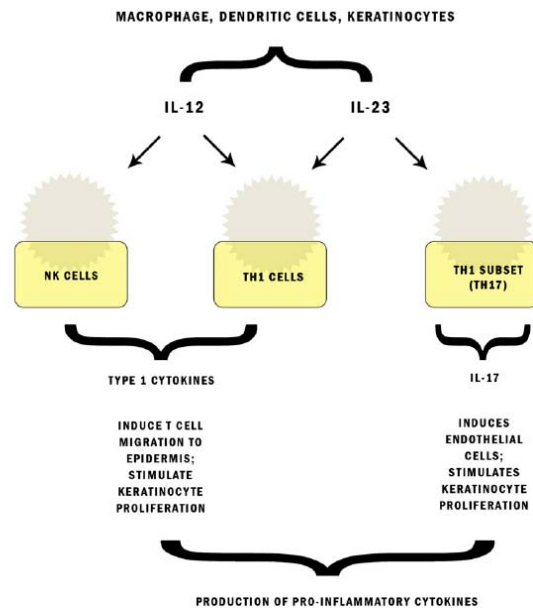 MACROPHAGE, DENDRITIC CELLS, KERATINOCYTES
IL-12
IL-23
NK CELLS
TH1 CELLS
TH1 SUBSET
(TH17)
TYPE 1 CYTOKINES
IL-17
INDUCE T CELL
MIGRATION TO
EPIDERMIS;
STIMULATE
KERATINOCYTE
PROLIFERATION
INDUCES
ENDOTHELIAL
CELLS;
STIMULATES
KERATINOCYTE
PROLIFERATION
PRODUCTION OF PRO-INFLAMMATORY CYTOKINES